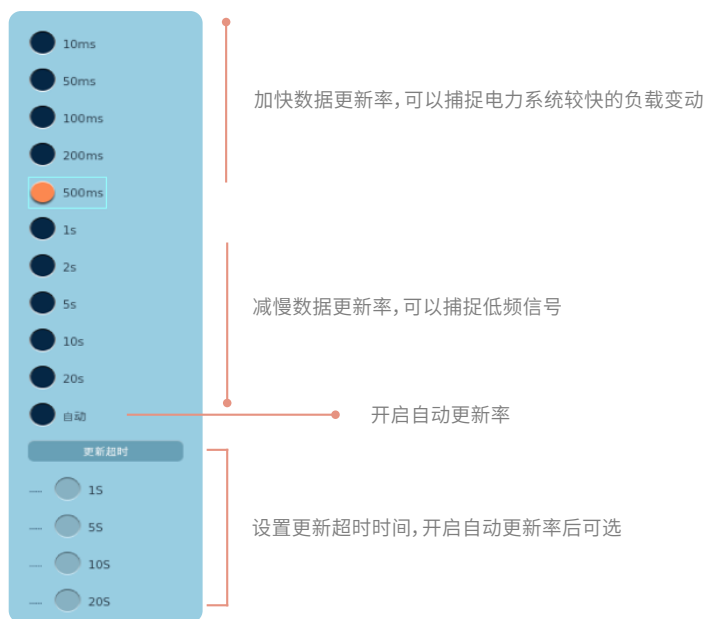 10ms
50ms
100ms
200ms
500ms
1s
2s
5s
10s
20s
自动
更新超时
1S
5S
10S
20S
加快数据更新率,可以捕捉电力系统较快的负载变动
减慢数据更新率,可以捕捉低频信号
开启自动更新率
设置更新超时时间,开启自动更新率后可选